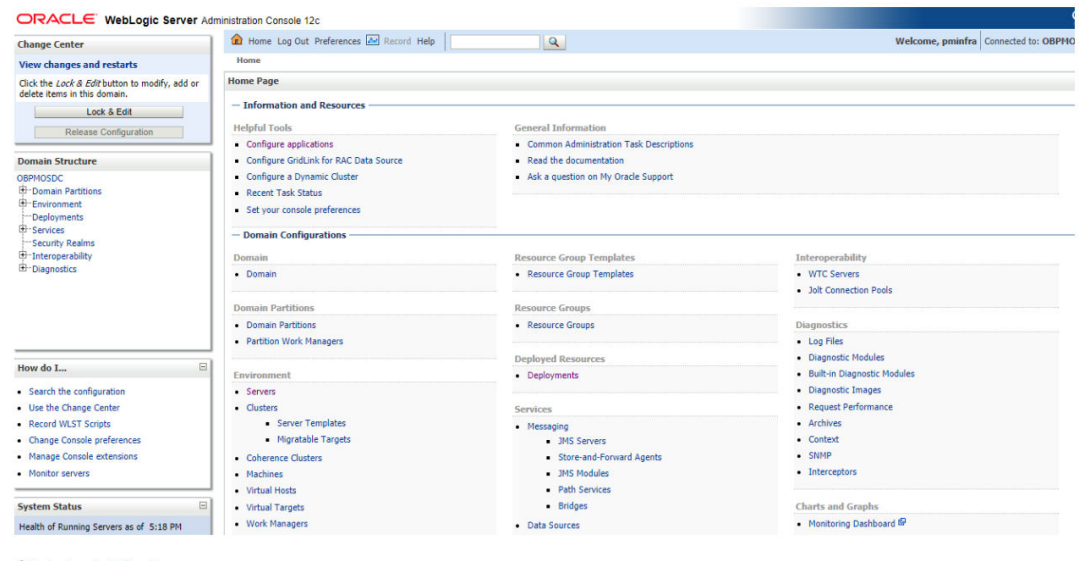 ORACLE WebLogic Server Administration Console 12c
Change Center
View changes and restarts
Click the Lock & Edit button to modify, add or
delete items in this domain.
Lock & Edit
Release Configuration
Domain Structure
OBPMOSDC
Domain Partitions
Environment
Deployments
Services
Security Realms
Interoperability
Diagnostics
How do I...
Search the configuration
Use the Change Center
Record WLST Scripts
Change Console preferences
Manage Console extensions
Monitor servers
System Status
Health of Running Servers as of 5:18 PM
Home Log Out Preferences Record Help
Welcome, pminfra Connected to: OBPMO
Home
Home Page
Information and Resources
Helpful Tools
Configure applications
Configure GridLink for RAC Data Source
Configure a Dynamic Cluster
Recent Task Status
Set your console preferences
General Information
Common Administration Task Descriptions
Read the documentation
Ask a question on My Oracle Support
Domain Configurations
Domain
Domain
Domain Partitions
Domain Partitions
Partition Work Managers
Environment
Servers
Clusters
Server Templates
Migratable Targets
Coherence Clusters
Machines
Virtual Hosts
Virtual Targets
Work Managers
Resource Group Templates
Resource Group Templates
Resource Groups
Resource Groups
Deployed Resources
Deployments
Services
Messaging
JMS Servers
Store-and-Forward Agents
JMS Modules
Path Services
Bridges
Data Sources
Interoperability
WTC Servers
Jolt Connection Pools
Diagnostics
Log Files
Diagnostic Modules
Built-in Diagnostic Modules
Diagnostic Images
Request Performance
Archives
Context
SNMP
Interceptors
Charts and Graphs
Monitoring Dashboard